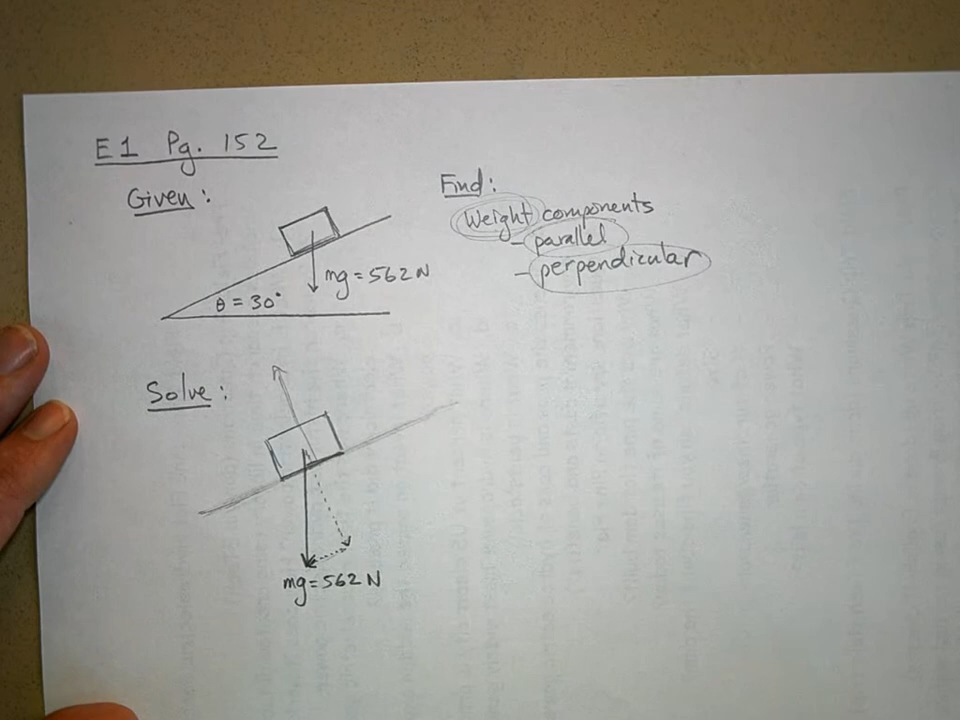 E1 Pg. 152
Given:
mg = 562 N
θ = 30°
Find:
Weight components
- parallel
- perpendicular
Solve:
mg = 562 N